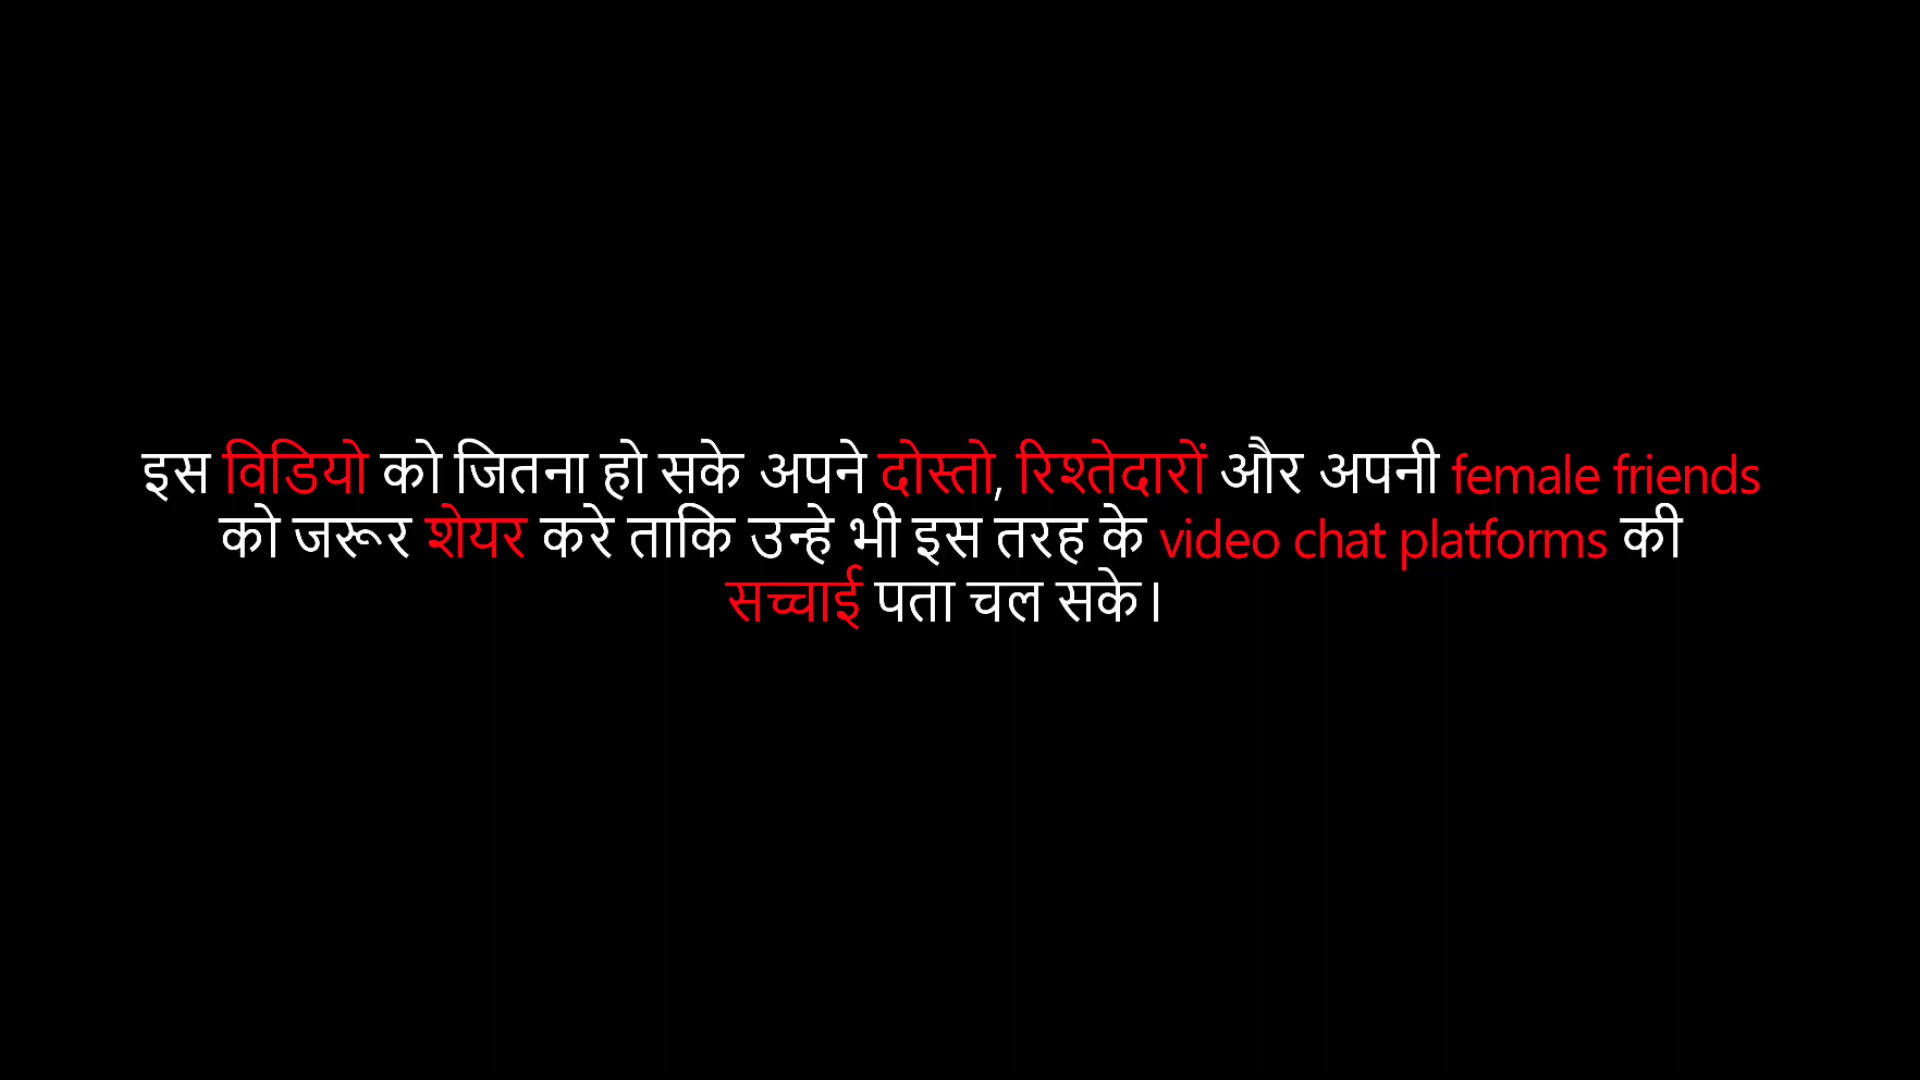 इस विडियो को जितना हो सके अपने दोस्तो, रिश्तेदारों और अपनी female friends
को जरूर शेयर करे ताकि उन्हे भी इस तरह के video chat platforms की
सच्चाई पता चल सके।